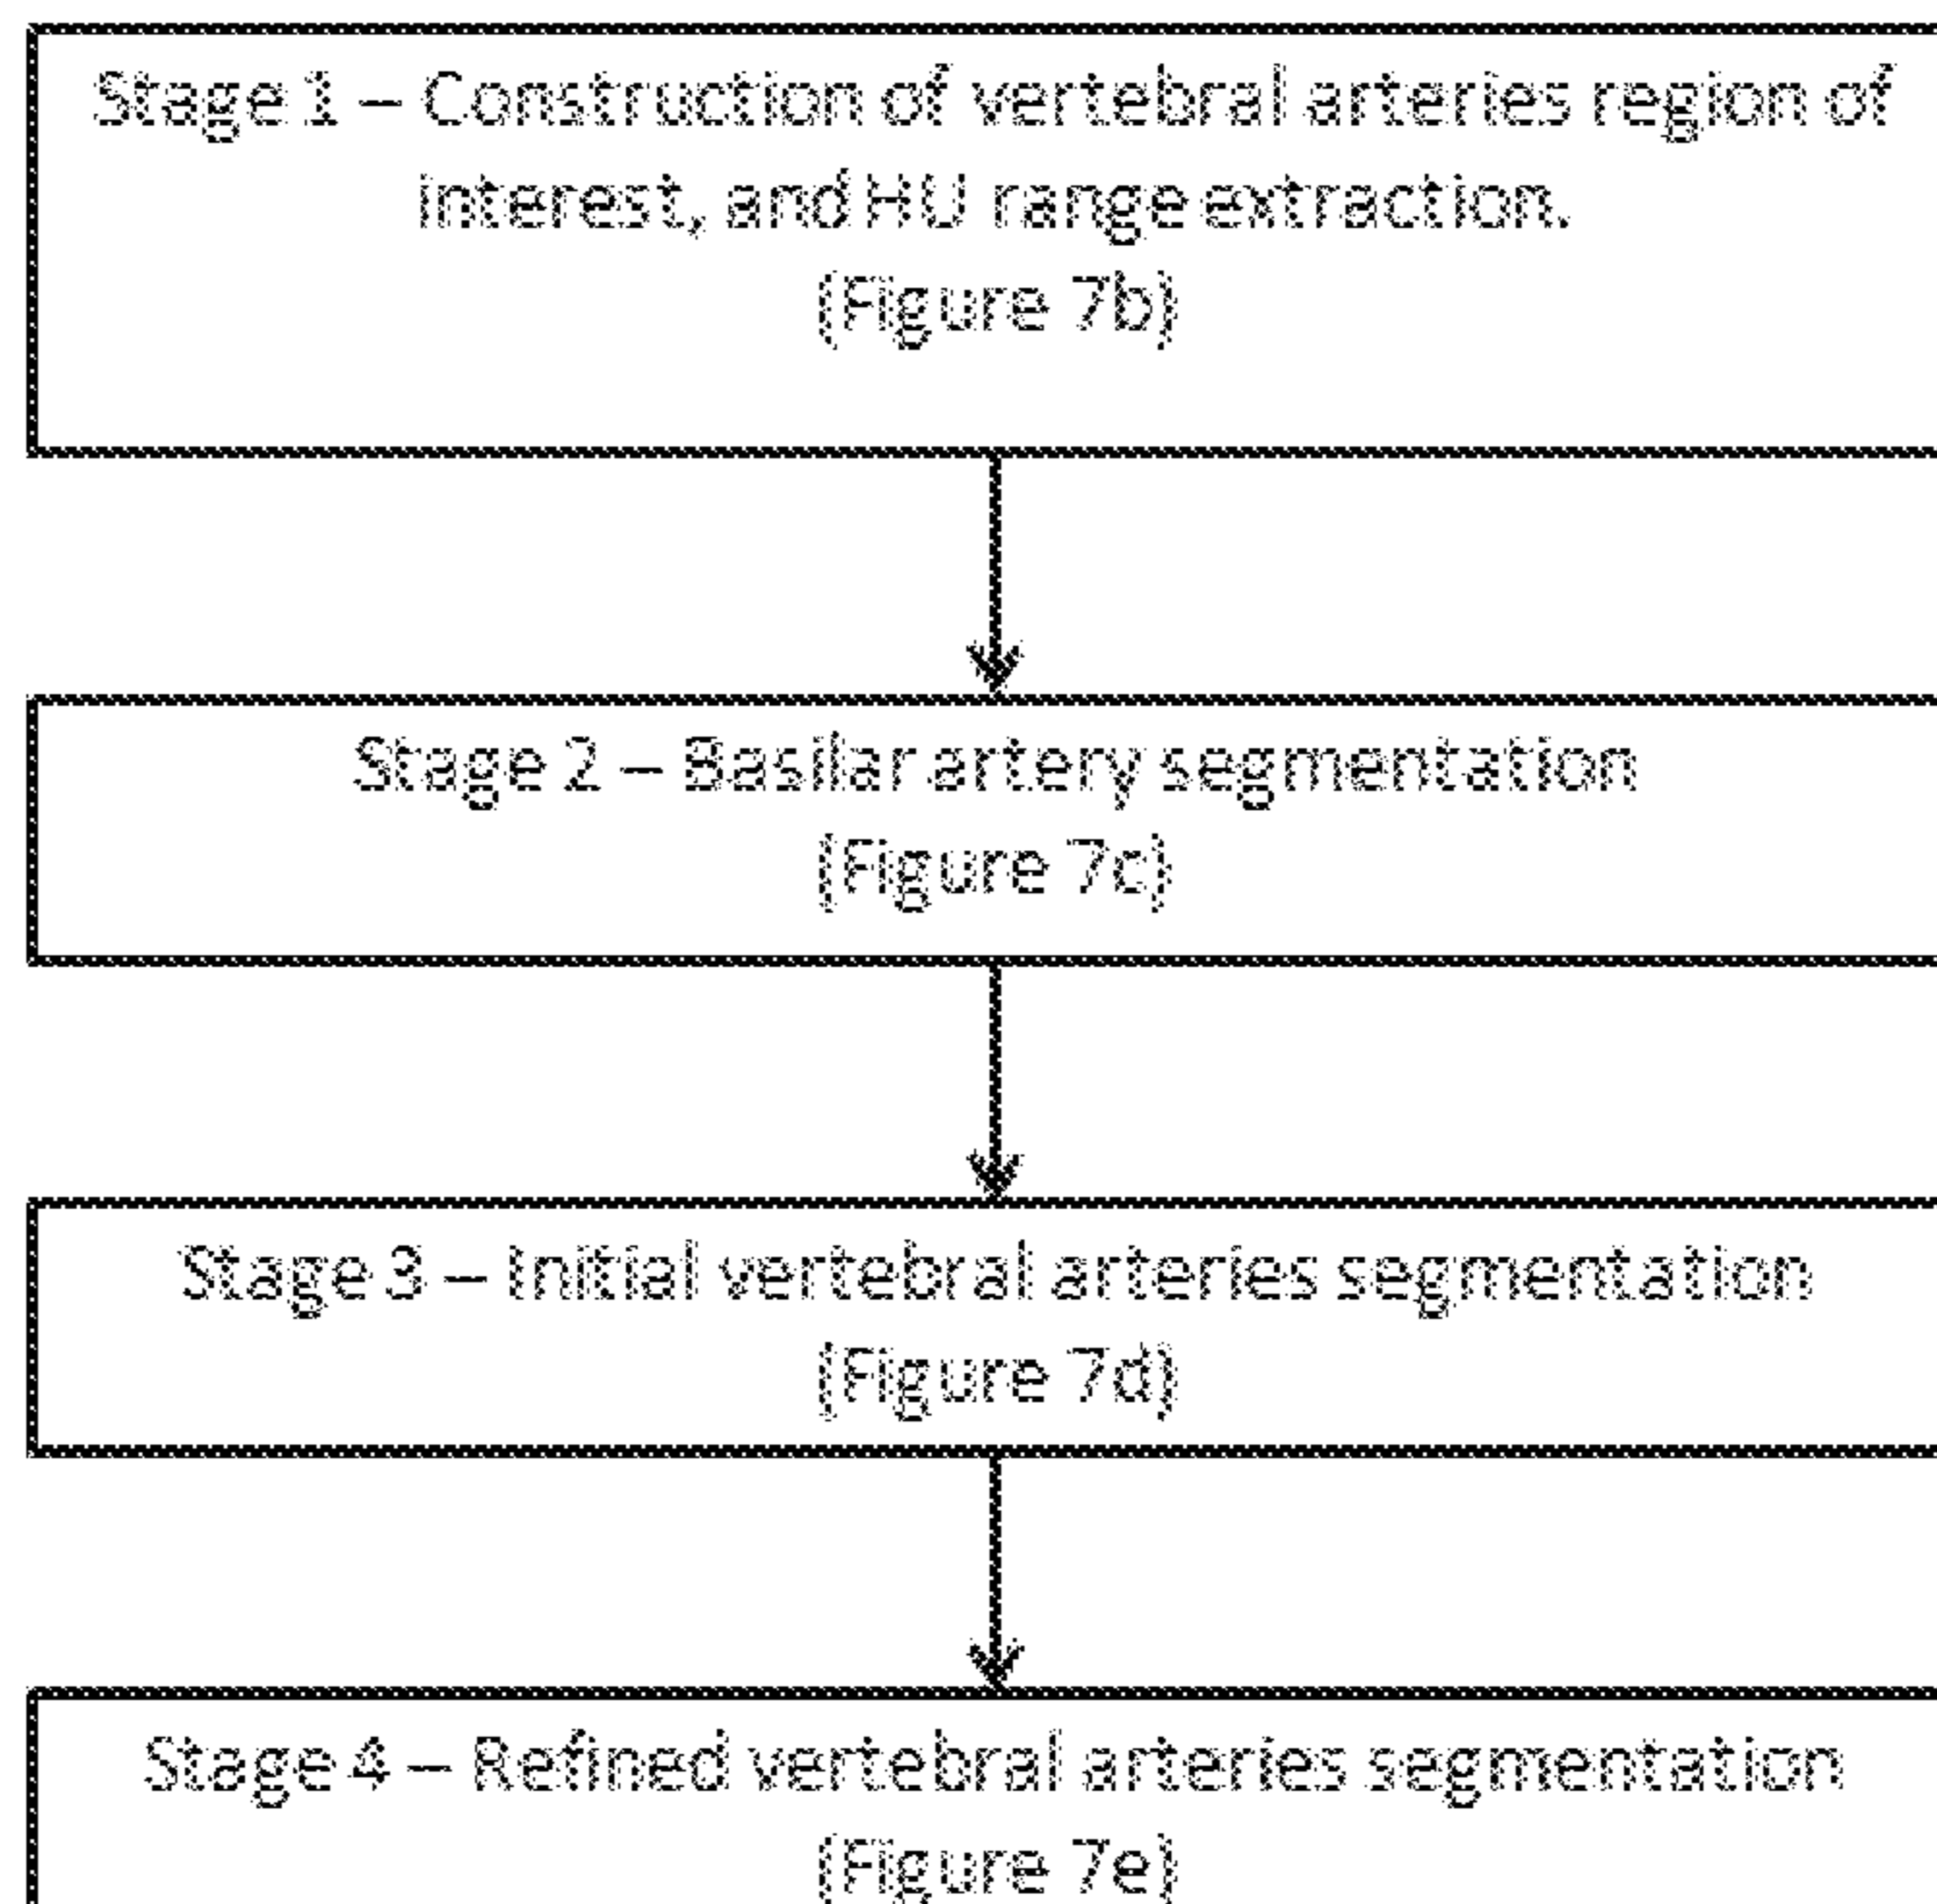 Stage 1 – Construction of vertebral arteries region of
interest, and HU range extraction.
(Figure 7b)
Stage 2 – Basilar artery segmentation
(Figure 7c)
Stage 3 – Initial vertebral arteries segmentation
(Figure 7d)
Stage 4 – Refined vertebral arteries segmentation
(Figure 7e)